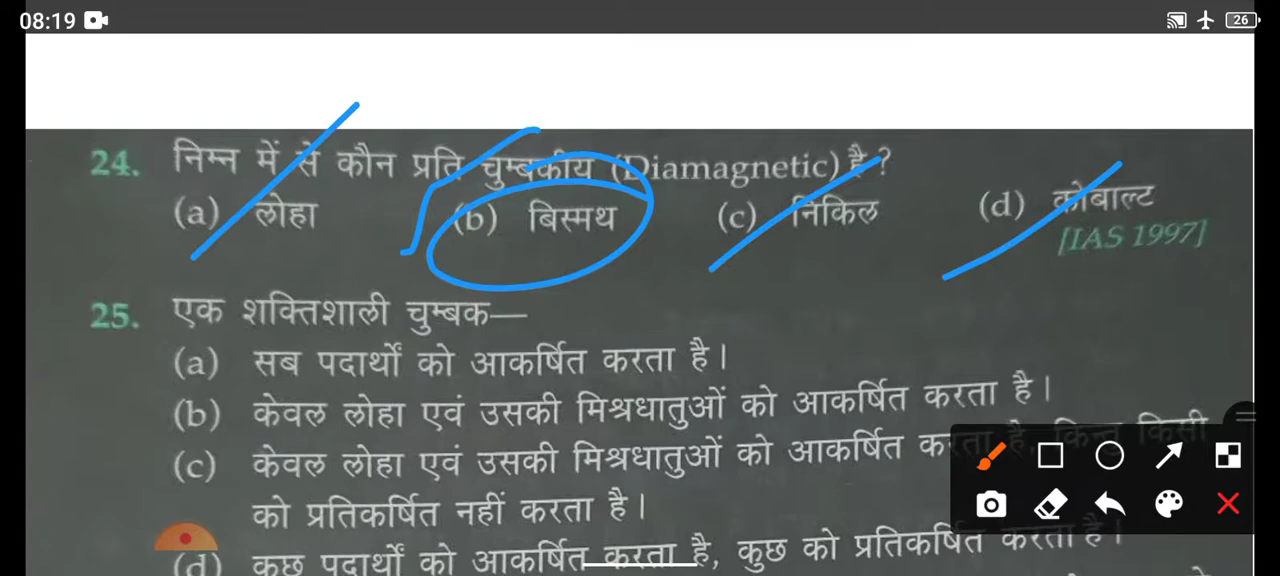 08:19
26
24. निम्न में से कौन प्रति चुम्बकीय (Diamagnetic) है ?
(a) लोहा (b) बिस्मथ (c) निकिल (d) कोबाल्ट
[IAS 1997]
25. एक शक्तिशाली चुम्बक—
(a) सब पदार्थों को आकर्षित करता है।
(b) केवल लोहा एवं उसकी मिश्रधातुओं को आकर्षित करता है।
(c) केवल लोहा एवं उसकी मिश्रधातुओं को आकर्षित करता है, किन्तु किसी
को प्रतिकर्षित नहीं करता है।
(d) कुछ पदार्थों को आकर्षित करता है, कुछ को प्रतिकर्षित करता है।